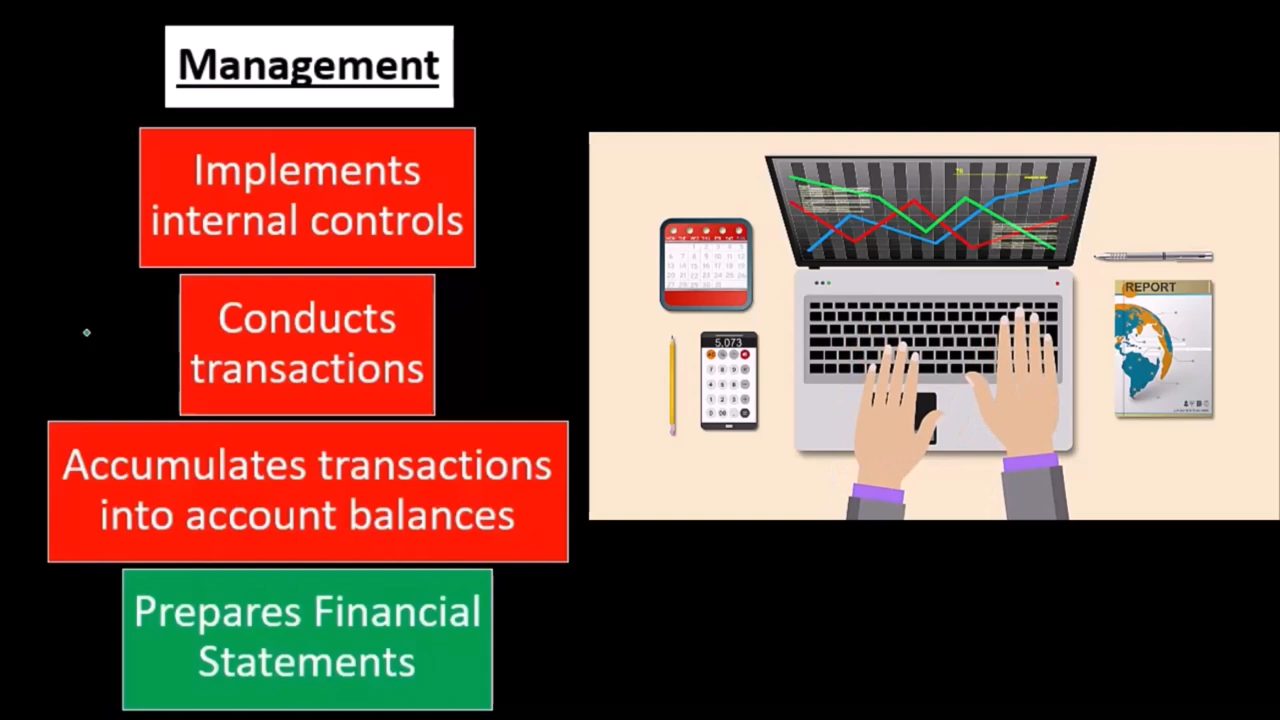 Management
Implements
internal controls
Conducts
transactions
Accumulates transactions
into account balances
Prepares Financial
Statements
5,073
REPORT